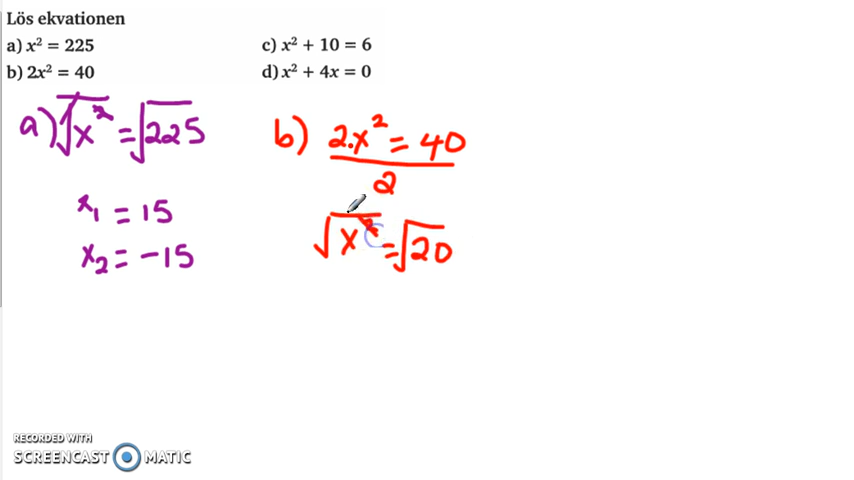 Lös ekvationen
a) x² = 225
c) x² + 10 = 6
b) 2x² = 40
d) x² + 4x = 0
a) √x² = √225
x₁ = 15
x₂ = -15
b) 2·x² = 40
2
√x² = √20
RECORDED WITH
SCREENCAST MATIC